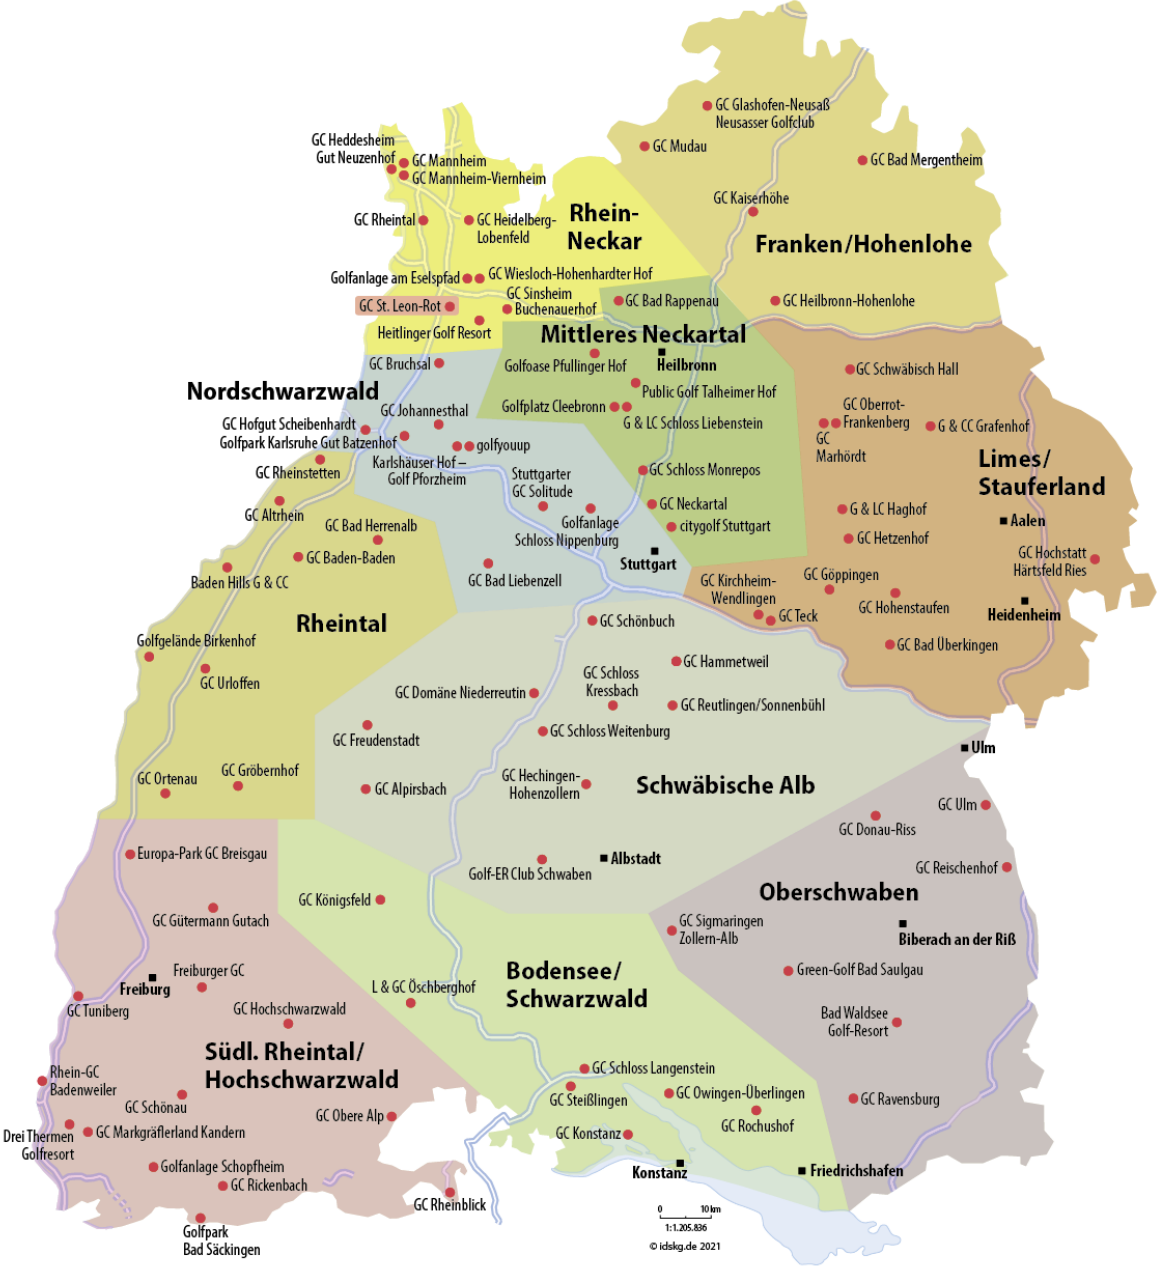 GC Glashofen-Neusaß
Neusasser Golfclub
GC Mudau
GC Bad Mergentheim
GC Kaiserhöhe
Franken/Hohenlohe
GC Heilbronn-Hohenlohe
GC Heddesheim
Gut Neuzenhof
GC Mannheim
GC Mannheim-Viernheim
GC Rheintal
GC Heidelberg-
Lobenfeld
Rhein-
Neckar
Golfanlage am Eselspfad
GC Wiesloch-Hohenhardter Hof
GC St. Leon-Rot
GC Sinsheim
Buchenauerhof
Heitlinger Golf Resort
GC Bad Rappenau
Mittleres Neckartal
Golfoase Pfullinger Hof
Heilbronn
Public Golf Talheimer Hof
Golfplatz Cleebronn
G & LC Schloss Liebenstein
GC Schloss Monrepos
GC Neckartal
citygolf Stuttgart
Stuttgart
GC Bruchsal
Nordschwarzwald
GC Johannesthal
GC Hofgut Scheibenhardt
Golfpark Karlsruhe Gut Batzenhof
golfyouup
Karlshäuser Hof –
Golf Pforzheim
Stuttgarter
GC Solitude
Golfanlage
Schloss Nippenburg
GC Bad Liebenzell
GC Schwäbisch Hall
GC Oberrot-
Frankenberg
GC
Marhördt
G & CC Grafenhof
Limes/
Stauferland
G & LC Haghof
Aalen
GC Hetzenhof
GC Hochstatt
Härtsfeld Ries
GC Kirchheim-
Wendlingen
GC Göppingen
GC Hohenstaufen
Heidenheim
GC Teck
GC Bad Überkingen
GC Rheinstetten
GC Altrhein
GC Bad Herrenalb
GC Baden-Baden
Baden Hills G & CC
Rheintal
Golfgelände Birkenhof
GC Urloffen
GC Ortenau
GC Gröbernhof
GC Schönbuch
GC Hammetweil
GC Schloss
Kressbach
GC Domäne Niederreutin
GC Reutlingen/Sonnenbühl
GC Freudenstadt
GC Schloss Weitenburg
GC Hechingen-
Hohenzollern
GC Alpirsbach
Schwäbische Alb
Albstadt
Golf-ER Club Schwaben
Ulm
GC Ulm
GC Donau-Riss
GC Reischenhof
Oberschwaben
GC Sigmaringen
Zollern-Alb
Biberach an der Riß
Green-Golf Bad Saulgau
Bad Waldsee
Golf-Resort
GC Ravensburg
Europa-Park GC Breisgau
GC Gütermann Gutach
Freiburger GC
Freiburg
GC Tuniberg
GC Hochschwarzwald
Südl. Rheintal/
Hochschwarzwald
Rhein-GC
Badenweiler
GC Schönau
Drei Thermen
Golfresort
GC Markgräflerland Kandern
GC Obere Alp
Golfanlage Schopfheim
GC Rickenbach
Golfpark
Bad Säckingen
GC Rheinblick
GC Königsfeld
L & GC Öschberghof
Bodensee/
Schwarzwald
GC Schloss Langenstein
GC Steißlingen
GC Owingen-Überlingen
GC Rochushof
GC Konstanz
Konstanz
Friedrichshafen
0 10 km
1:1.205.836
© idskg.de 2021